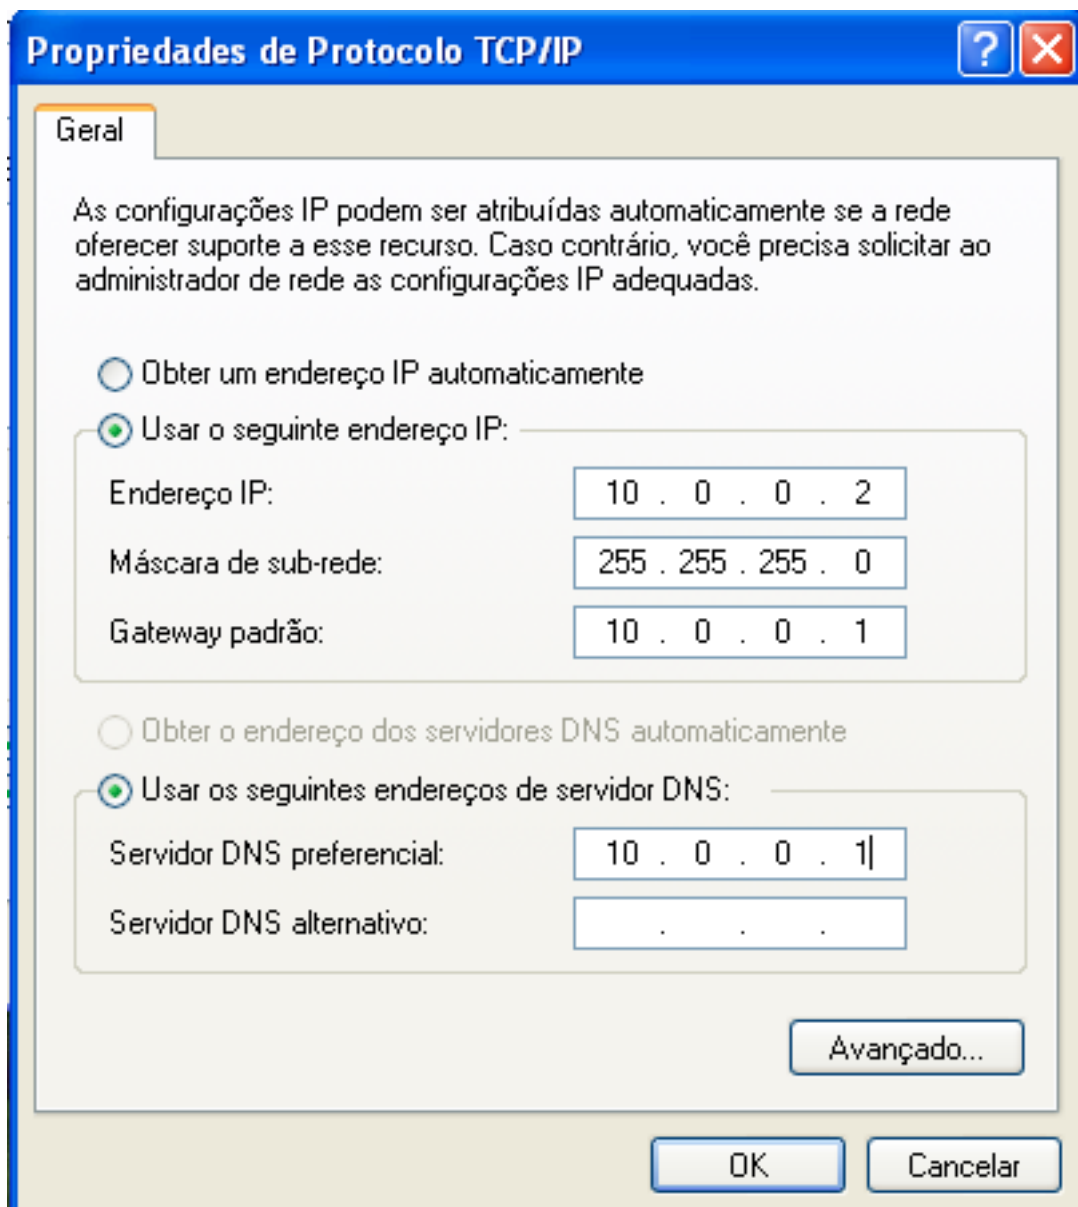 Propriedades de Protocolo TCP/IP
?
Geral
As configurações IP podem ser atribuídas automaticamente se a rede
oferecer suporte a esse recurso. Caso contrário, você precisa solicitar ao
administrador de rede as configurações IP adequadas.
Obter um endereço IP automaticamente
Usar o seguinte endereço IP:
Endereço IP: 10 . 0 . 0 . 2
Máscara de sub-rede: 255 . 255 . 255 . 0
Gateway padrão: 10 . 0 . 0 . 1
Obter o endereço dos servidores DNS automaticamente
Usar os seguintes endereços de servidor DNS:
Servidor DNS preferencial: 10 . 0 . 0 . 1
Servidor DNS alternativo: . . .
Avançado...
OK Cancelar